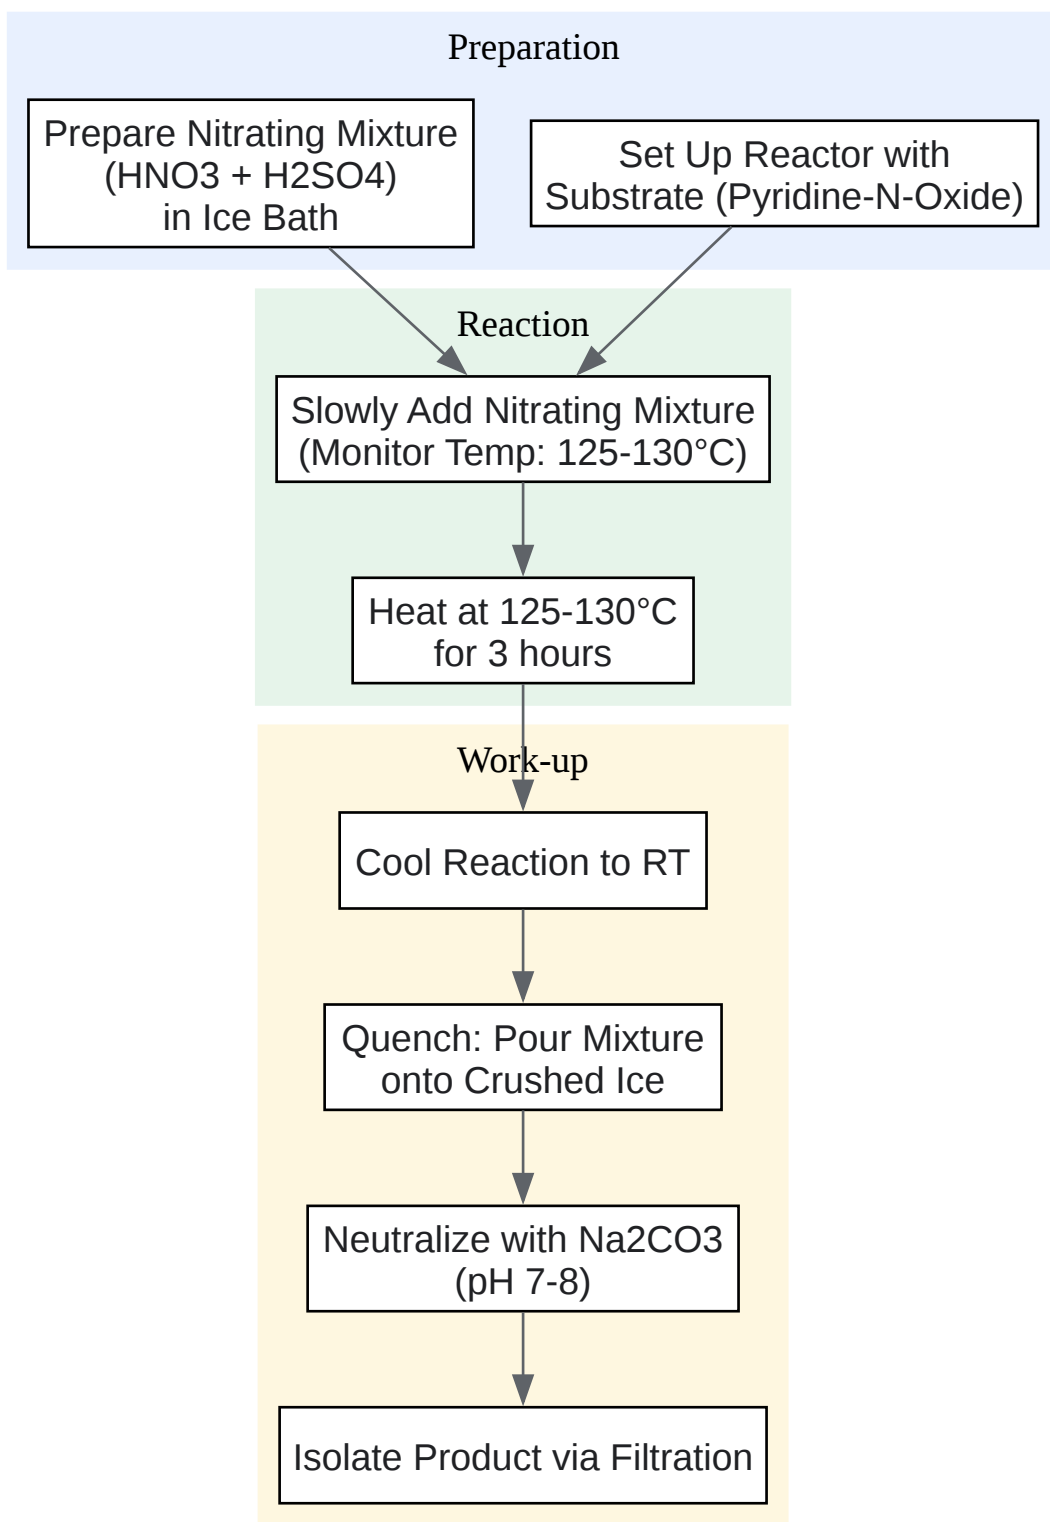 Preparation
Prepare Nitrating Mixture
(HNO3 + H2SO4)
in Ice Bath
Set Up Reactor with
Substrate (Pyridine-N-Oxide)
Reaction
Slowly Add Nitrating Mixture
(Monitor Temp: 125-130°C)
Heat at 125-130°C
for 3 hours
Work-up
Cool Reaction to RT
Quench: Pour Mixture
onto Crushed Ice
Neutralize with Na2CO3
(pH 7-8)
Isolate Product via Filtration